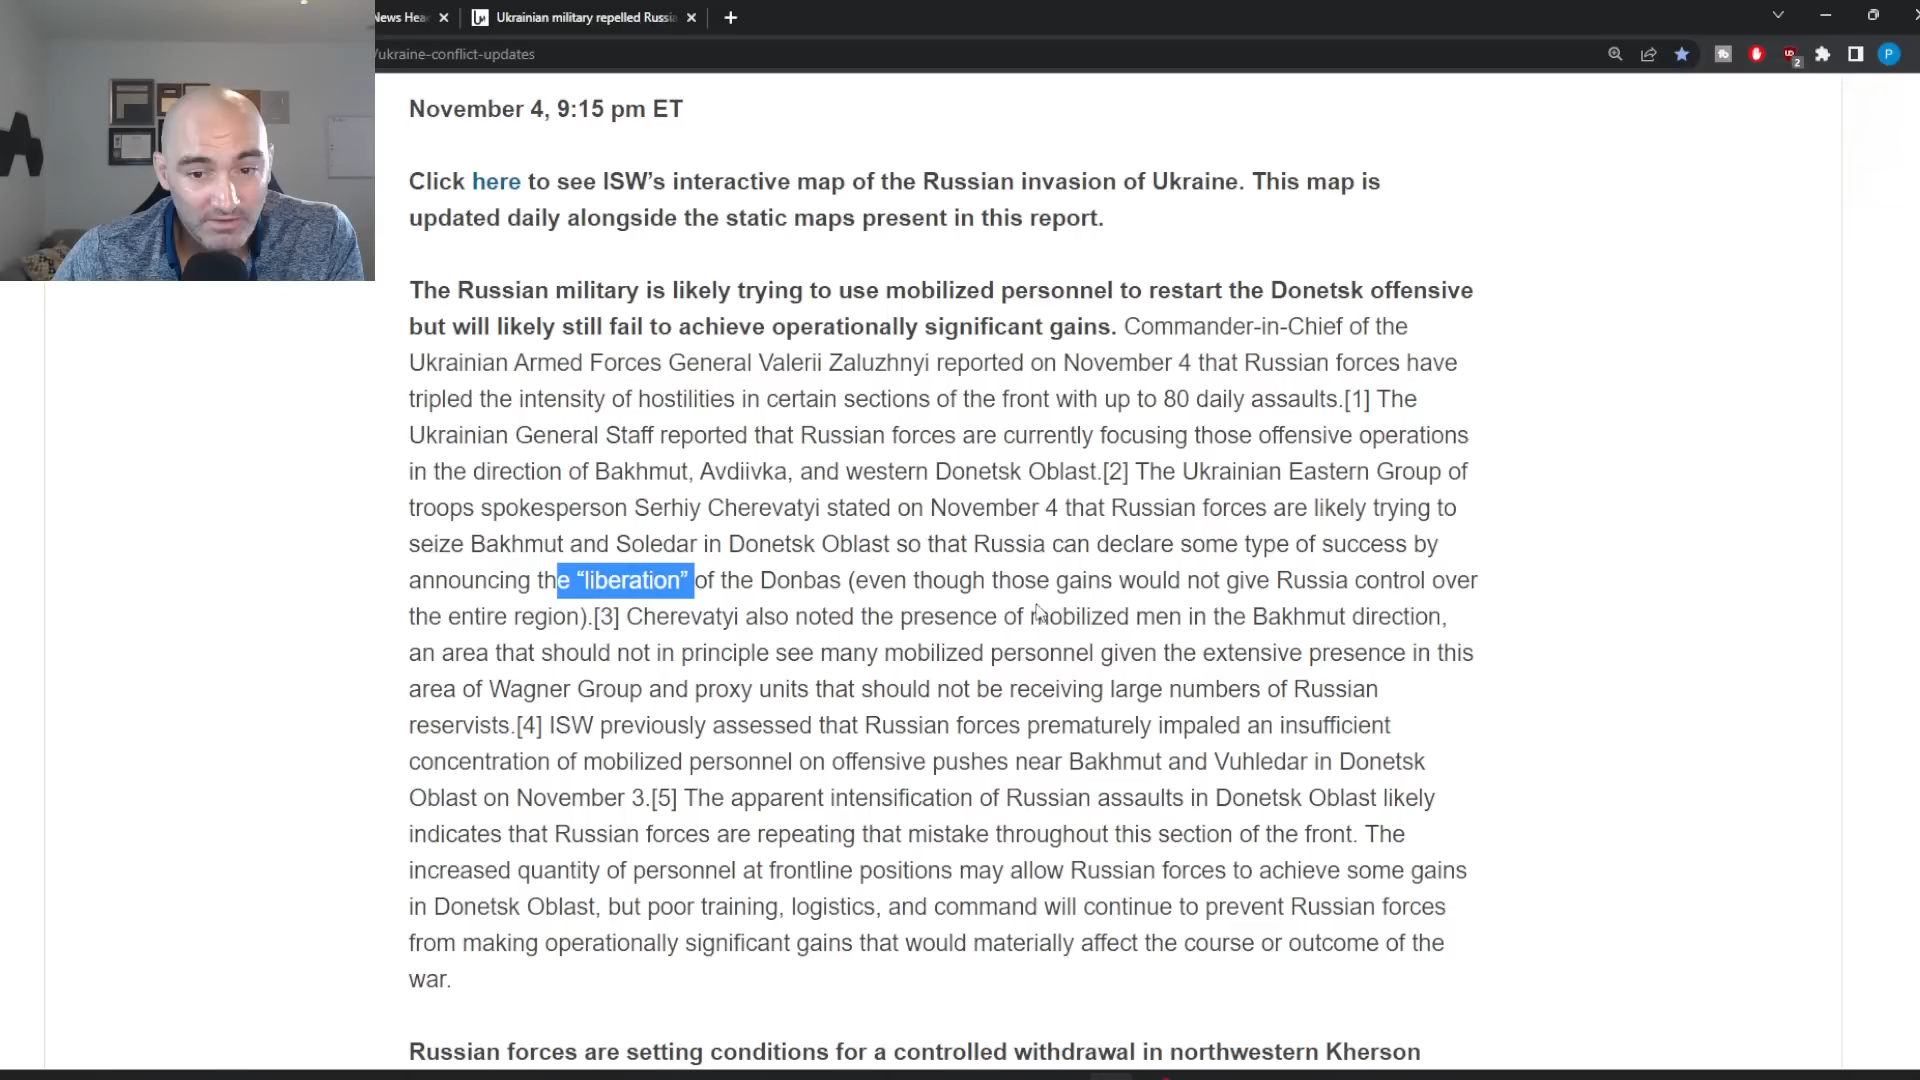 News Hea
Ukrainian military repelled Russia
/ukraine-conflict-updates
2
P
November 4, 9:15 pm ET
Click here to see ISW’s interactive map of the Russian invasion of Ukraine. This map is
updated daily alongside the static maps present in this report.
The Russian military is likely trying to use mobilized personnel to restart the Donetsk offensive
but will likely still fail to achieve operationally significant gains. Commander-in-Chief of the
Ukrainian Armed Forces General Valerii Zaluzhnyi reported on November 4 that Russian forces have
tripled the intensity of hostilities in certain sections of the front with up to 80 daily assaults.[1] The
Ukrainian General Staff reported that Russian forces are currently focusing those offensive operations
in the direction of Bakhmut, Avdiivka, and western Donetsk Oblast.[2] The Ukrainian Eastern Group of
troops spokesperson Serhiy Cherevatyi stated on November 4 that Russian forces are likely trying to
seize Bakhmut and Soledar in Donetsk Oblast so that Russia can declare some type of success by
announcing the “liberation” of the Donbas (even though those gains would not give Russia control over
the entire region).[3] Cherevatyi also noted the presence of mobilized men in the Bakhmut direction,
an area that should not in principle see many mobilized personnel given the extensive presence in this
area of Wagner Group and proxy units that should not be receiving large numbers of Russian
reservists.[4] ISW previously assessed that Russian forces prematurely impaled an insufficient
concentration of mobilized personnel on offensive pushes near Bakhmut and Vuhledar in Donetsk
Oblast on November 3.[5] The apparent intensification of Russian assaults in Donetsk Oblast likely
indicates that Russian forces are repeating that mistake throughout this section of the front. The
increased quantity of personnel at frontline positions may allow Russian forces to achieve some gains
in Donetsk Oblast, but poor training, logistics, and command will continue to prevent Russian forces
from making operationally significant gains that would materially affect the course or outcome of the
war.
Russian forces are setting conditions for a controlled withdrawal in northwestern Kherson